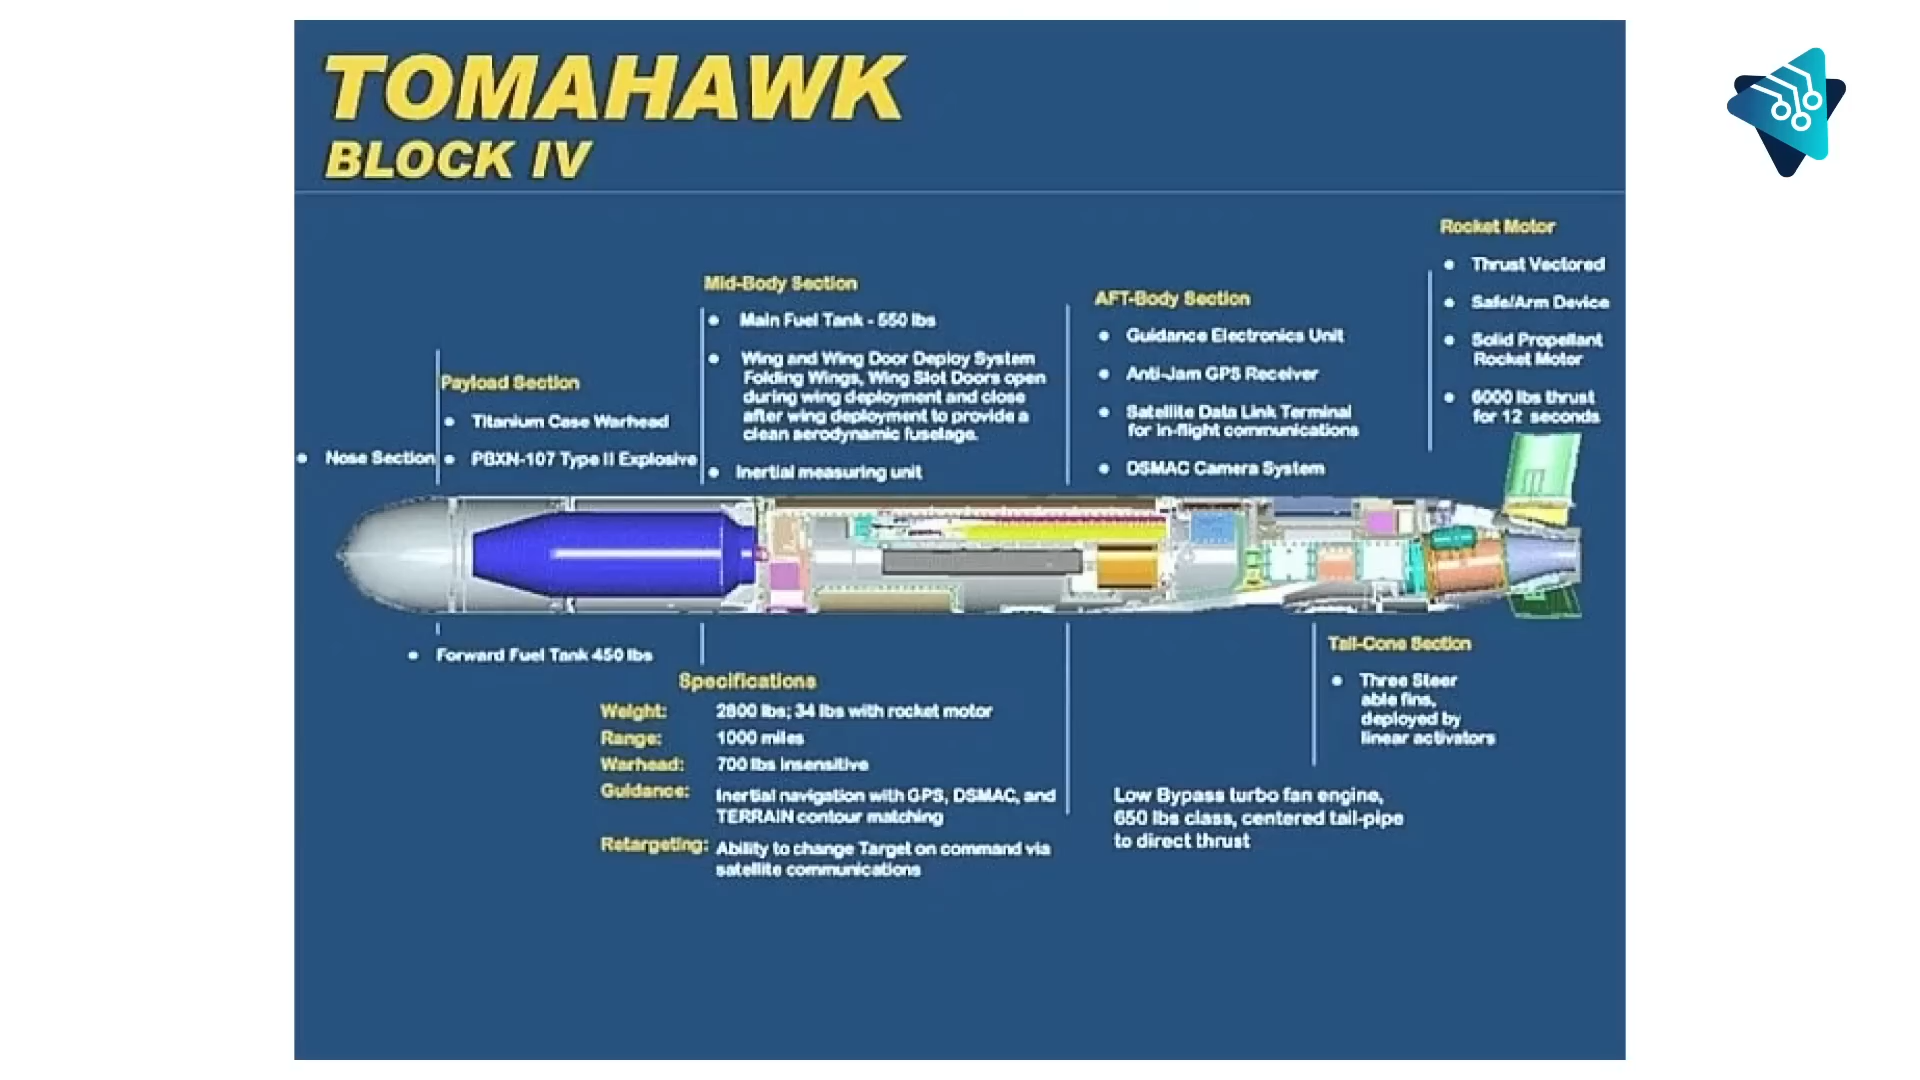 TOMAHAWK
BLOCK IV
Rocket Motor
Thrust Vectored
Safe/Arm Device
Solid Propellant
Rocket Motor
6000 lbs thrust
for 12 seconds
Mid-Body Section
Main Fuel Tank - 550 lbs
Wing and Wing Door Deploy System
Folding Wings, Wing Slot Doors open
during wing deployment and close
after wing deployment to provide a
clean aerodynamic fuselage.
Inertial measuring unit
AFT-Body Section
Guidance Electronics Unit
Anti-Jam GPS Receiver
Satellite Data Link Terminal
for in-flight communications
DSMAC Camera System
Payload Section
Titanium Case Warhead
PBXN-107 Type II Explosive
Nose Section
Forward Fuel Tank 450 lbs
Tail-Cone Section
Three Steer
able fins,
deployed by
linear activators
Specifications
Weight: 2800 lbs; 34 lbs with rocket motor
Range: 1000 miles
Warhead: 700 lbs insensitive
Guidance: Inertial navigation with GPS, DSMAC, and
TERRAIN contour matching
Retargeting: Ability to change Target on command via
satellite communications
Low Bypass turbo fan engine,
650 lbs class, centered tail-pipe
to direct thrust